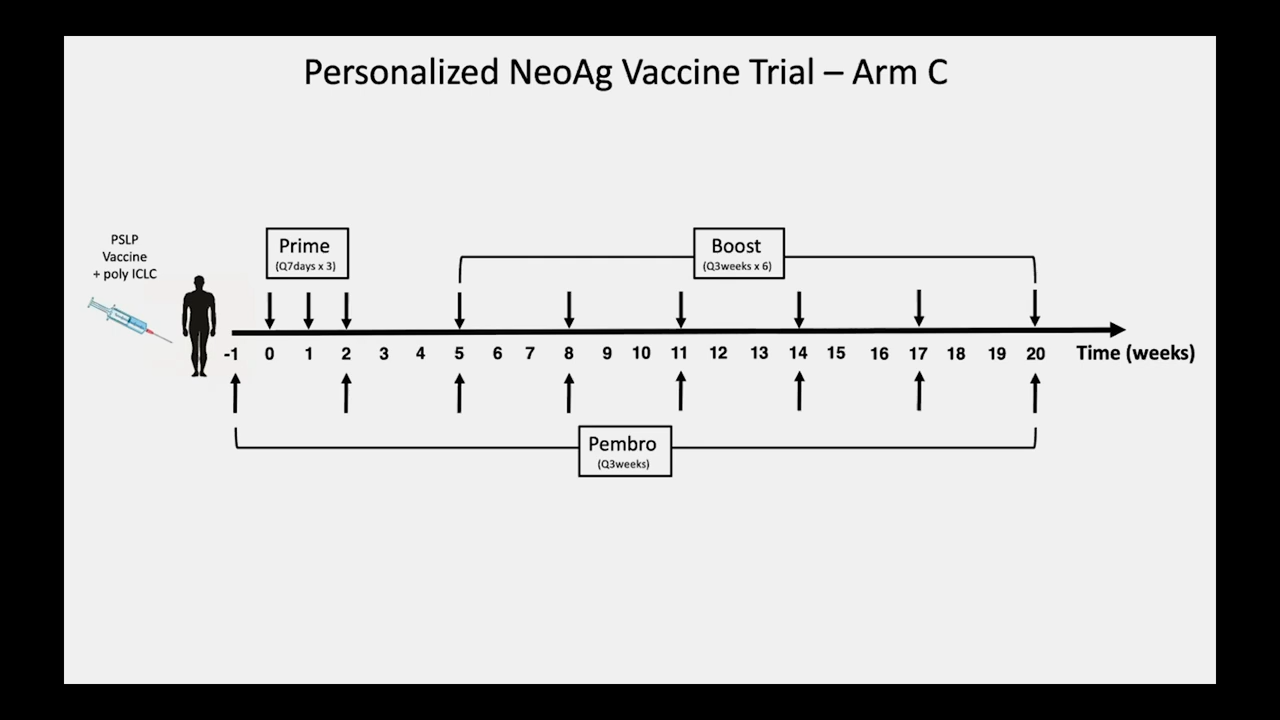 Personalized NeoAg Vaccine Trial – Arm C
PSLP
Vaccine
+ poly ICLC
Prime
(Q7days x 3)
Boost
(Q3weeks x 6)
-1 0 1 2 3 4 5 6 7 8 9 10 11 12 13 14 15 16 17 18 19 20 Time (weeks)
Pembro
(Q3weeks)